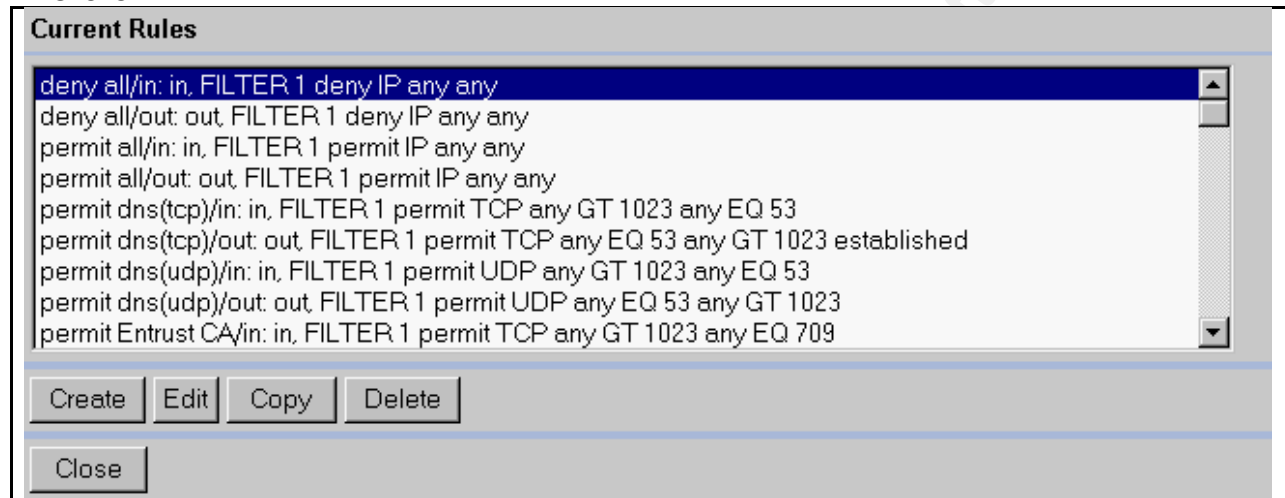 Current Rules
deny all/in: in, FILTER 1 deny IP any any
deny all/out: out, FILTER 1 deny IP any any
permit all/in: in, FILTER 1 permit IP any any
permit all/out: out, FILTER 1 permit IP any any
permit dns(tcp)/in: in, FILTER 1 permit TCP any GT 1023 any EQ 53
permit dns(tcp)/out: out, FILTER 1 permit TCP any EQ 53 any GT 1023 established
permit dns(udp)/in: in, FILTER 1 permit UDP any GT 1023 any EQ 53
permit dns(udp)/out: out, FILTER 1 permit UDP any EQ 53 any GT 1023
permit Entrust CA/in: in, FILTER 1 permit TCP any GT 1023 any EQ 709
Create Edit Copy Delete
Close